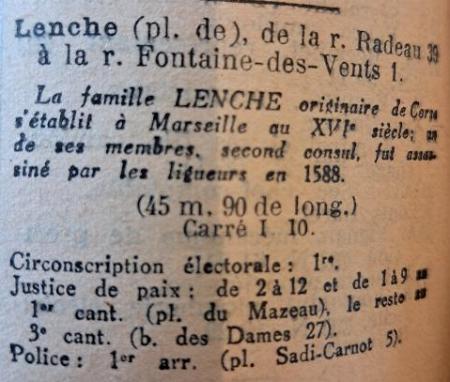 Lenche (pl. de), de la r. Radeau 39
à la r. Fontaine-des-Vents 1.
La famille LENCHE originaire de Corse
s'établit à Marseille au XVIe siècle; un
de ses membres, second consul, fut assas-
siné par les ligueurs en 1588.
(45 m. 90 de long.)
Carré I 10.
Circonscription électorale: 1re.
Justice de paix: de 2 à 12 et de 1 à 9 au
1er cant. (pl. du Mazeau), le reste au
3e cant. (b. des Dames 27).
Police: 1er arr. (pl. Sadi-Carnot 5).